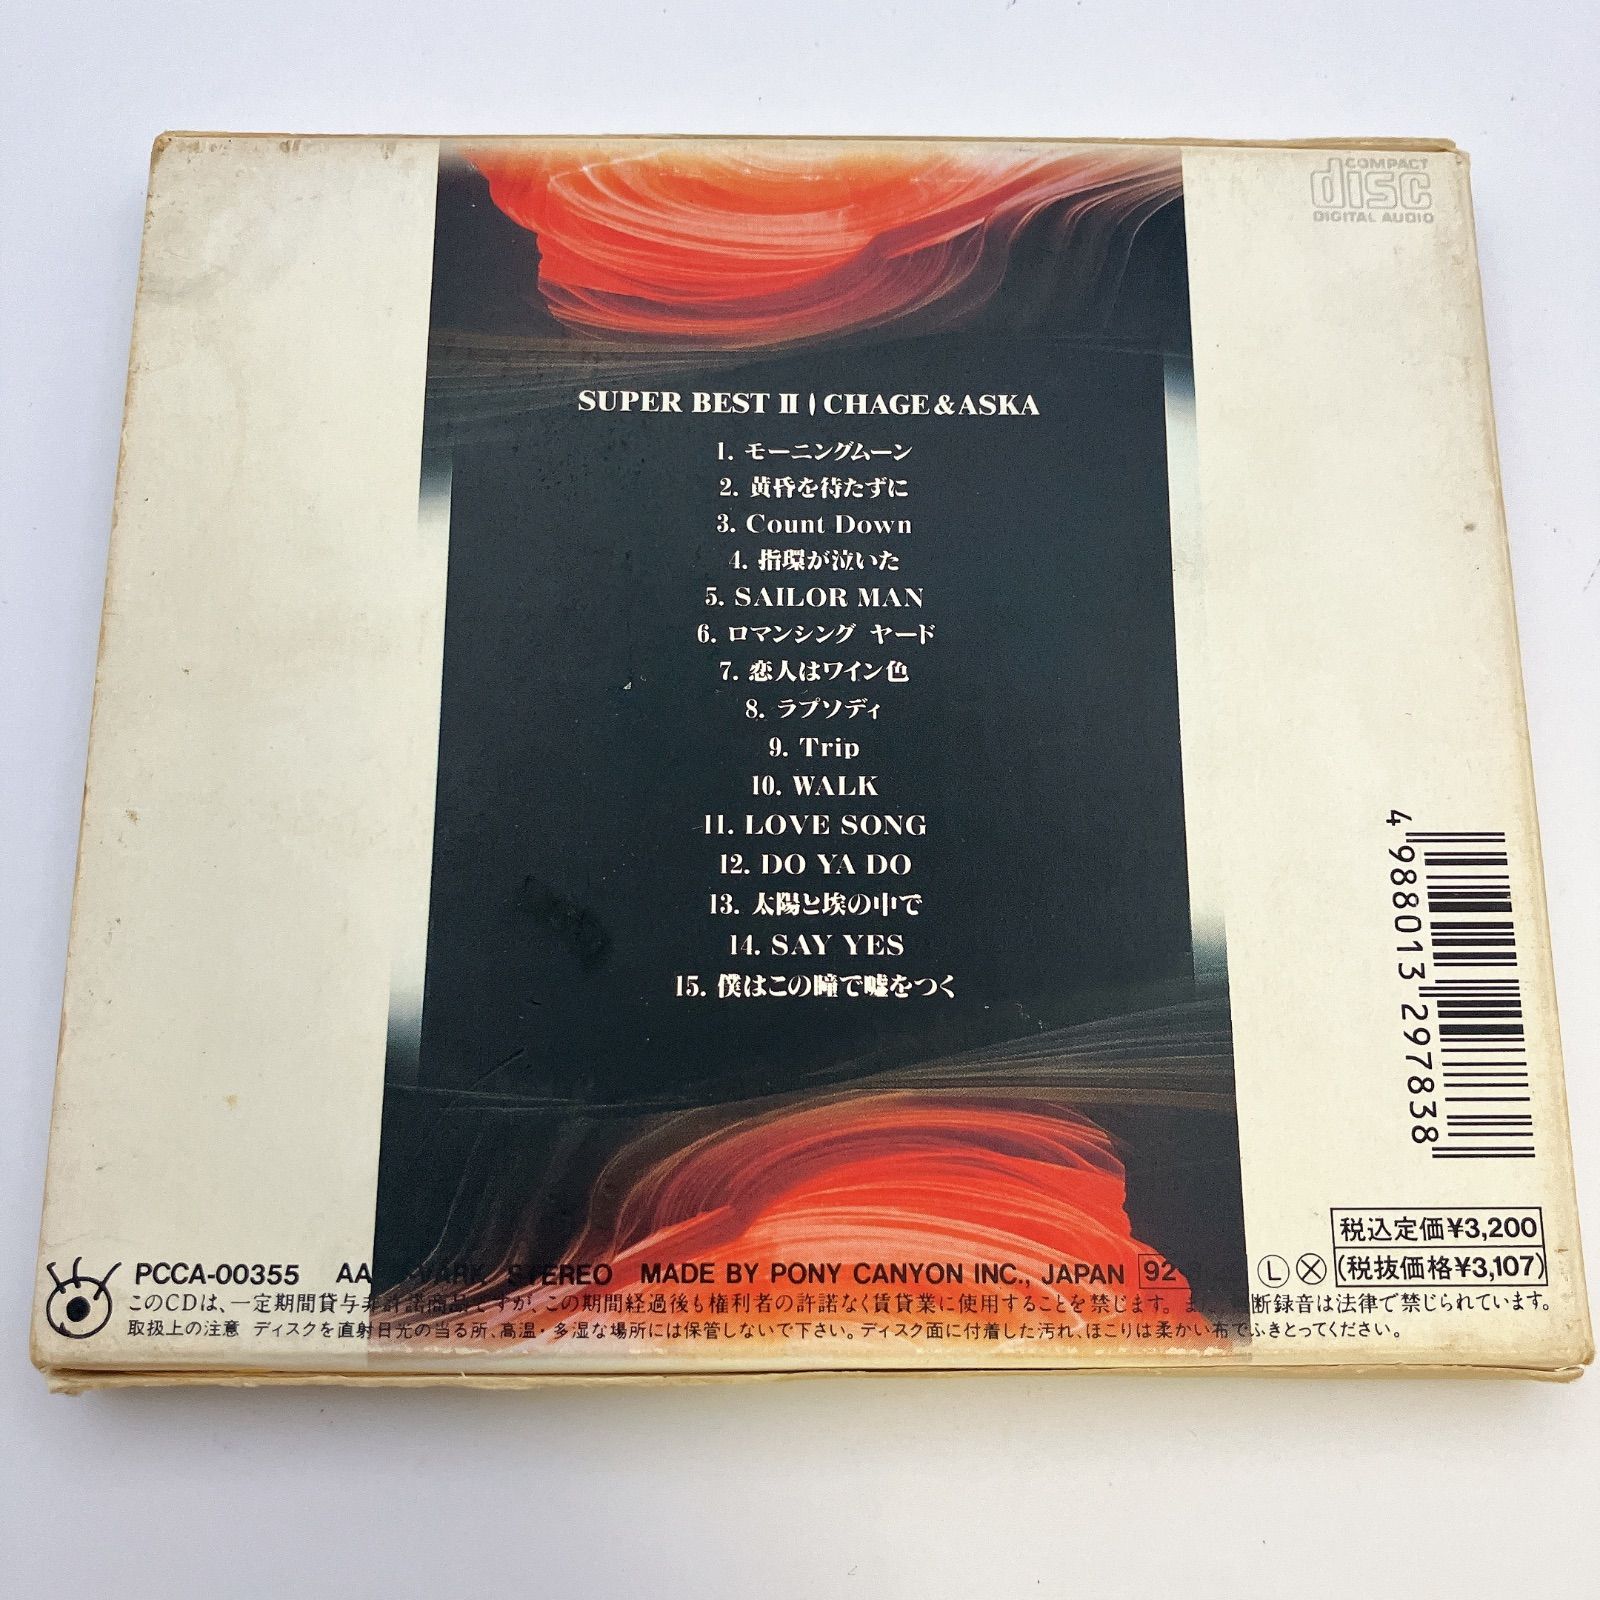 COMPACT
disc
DIGITAL AUDIO
SUPER BEST II | CHAGE&ASKA
1. モーニングムーン
2. 黄昏を待たずに
3. Count Down
4. 指環が泣いた
5. SAILOR MAN
6. ロマンシング ヤード
7. 恋人はワイン色
8. ラプソディ
9. Trip
10. WALK
11. LOVE SONG
12. DO YA DO
13. 太陽と埃の中で
14. SAY YES
15. 僕はこの瞳で嘘をつく
4 988013 297838
税込定価¥3,200
(税抜価格¥3,107)
PCCA-00355 STEREO MADE BY PONY CANYON INC., JAPAN 92 Ⓛ Ⓧ
このCDは、一定期間貸与非許諾商品ですが、この期間経過後も権利者の許諾なく賃貸業に使用することを禁じます。また、 断録音は法律で禁じられています。
取扱上の注意 ディスクを直射日光の当る所、高温・多湿な場所には保管しないで下さい。ディスク面に付着した汚れ、ほこりは柔かい布でふきとってください。